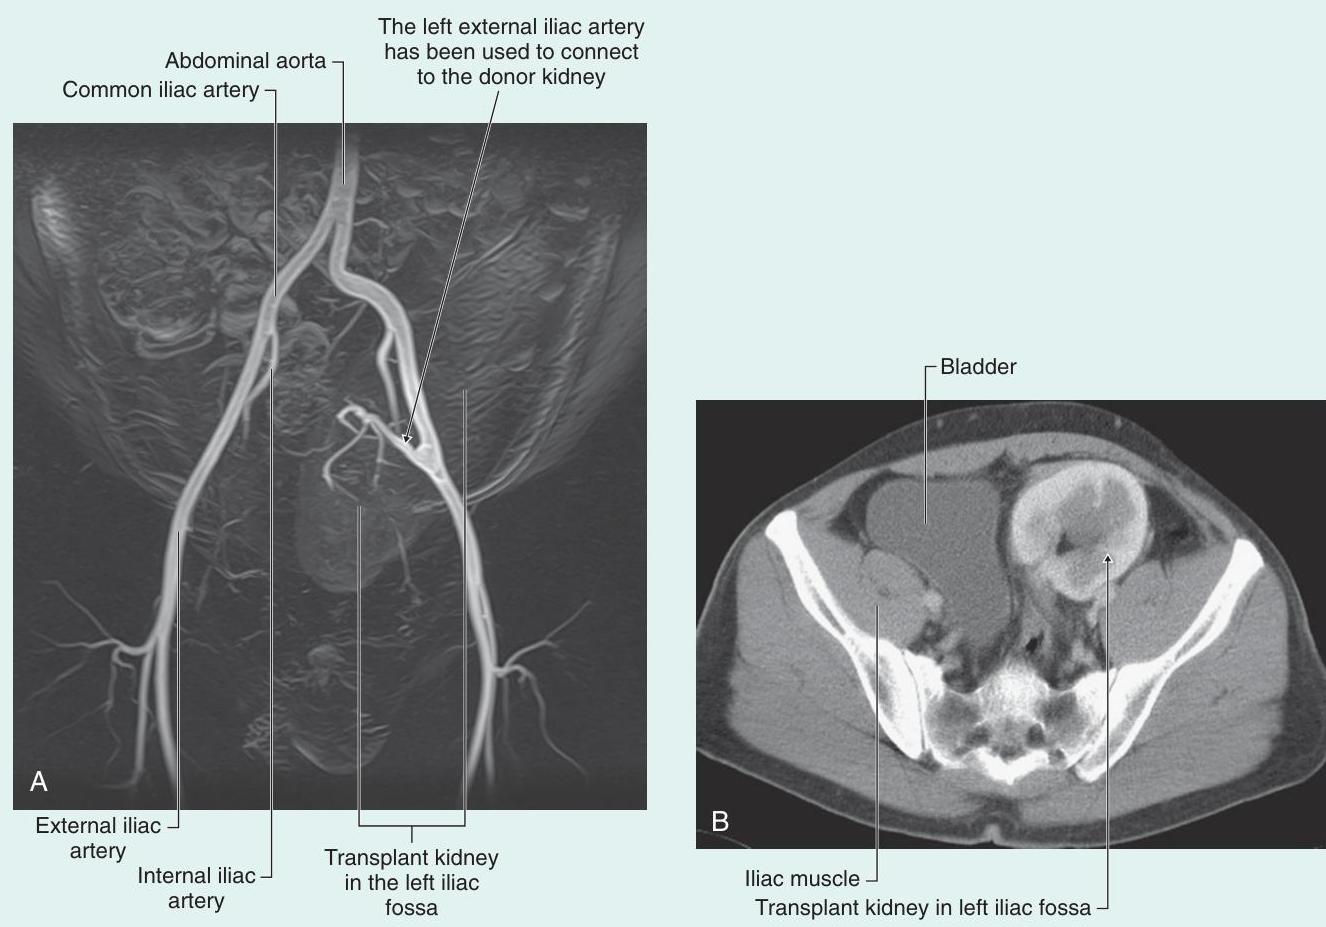 The left external iliac artery
has been used to connect
to the donor kidney
Abdominal aorta
Common iliac artery
A
External iliac
artery
Internal iliac
artery
Transplant kidney
in the left iliac
fossa
Bladder
B
Iliac muscle
Transplant kidney in left iliac fossa